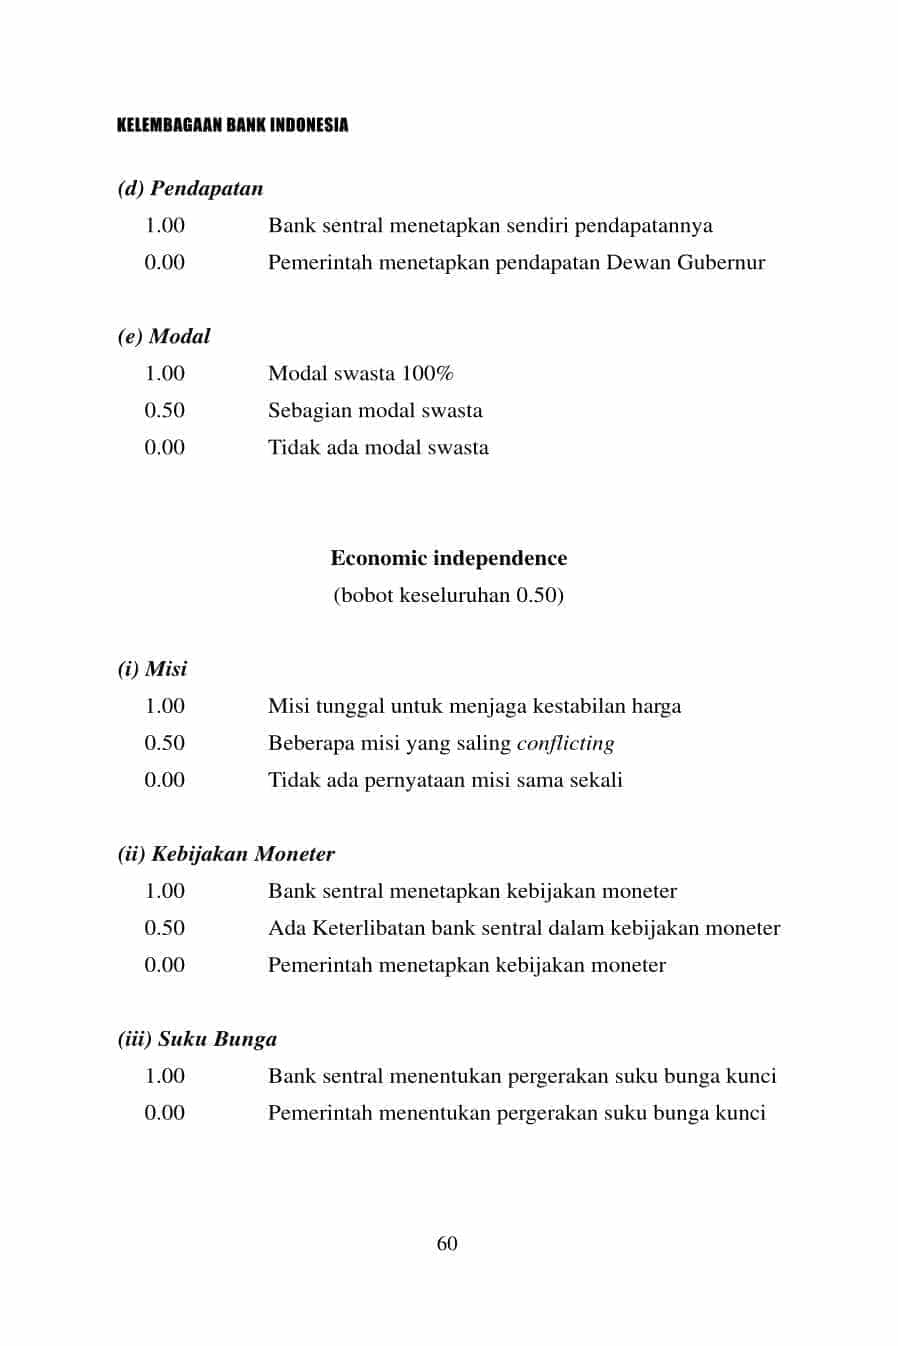 KELEMBAGAAN BANK INDONESIA
(d) Pendapatan
1.00 Bank sentral menetapkan sendiri pendapatannya
0.00 Pemerintah menetapkan pendapatan Dewan Gubernur
(e) Modal
1.00 Modal swasta 100%
0.50 Sebagian modal swasta
0.00 Tidak ada modal swasta
Economic independence
(bobot keseluruhan 0.50)
(i) Misi
1.00 Misi tunggal untuk menjaga kestabilan harga
0.50 Beberapa misi yang saling conflicting
0.00 Tidak ada pernyataan misi sama sekali
(ii) Kebijakan Moneter
1.00 Bank sentral menetapkan kebijakan moneter
0.50 Ada Keterlibatan bank sentral dalam kebijakan moneter
0.00 Pemerintah menetapkan kebijakan moneter
(iii) Suku Bunga
1.00 Bank sentral menentukan pergerakan suku bunga kunci
0.00 Pemerintah menentukan pergerakan suku bunga kunci
60